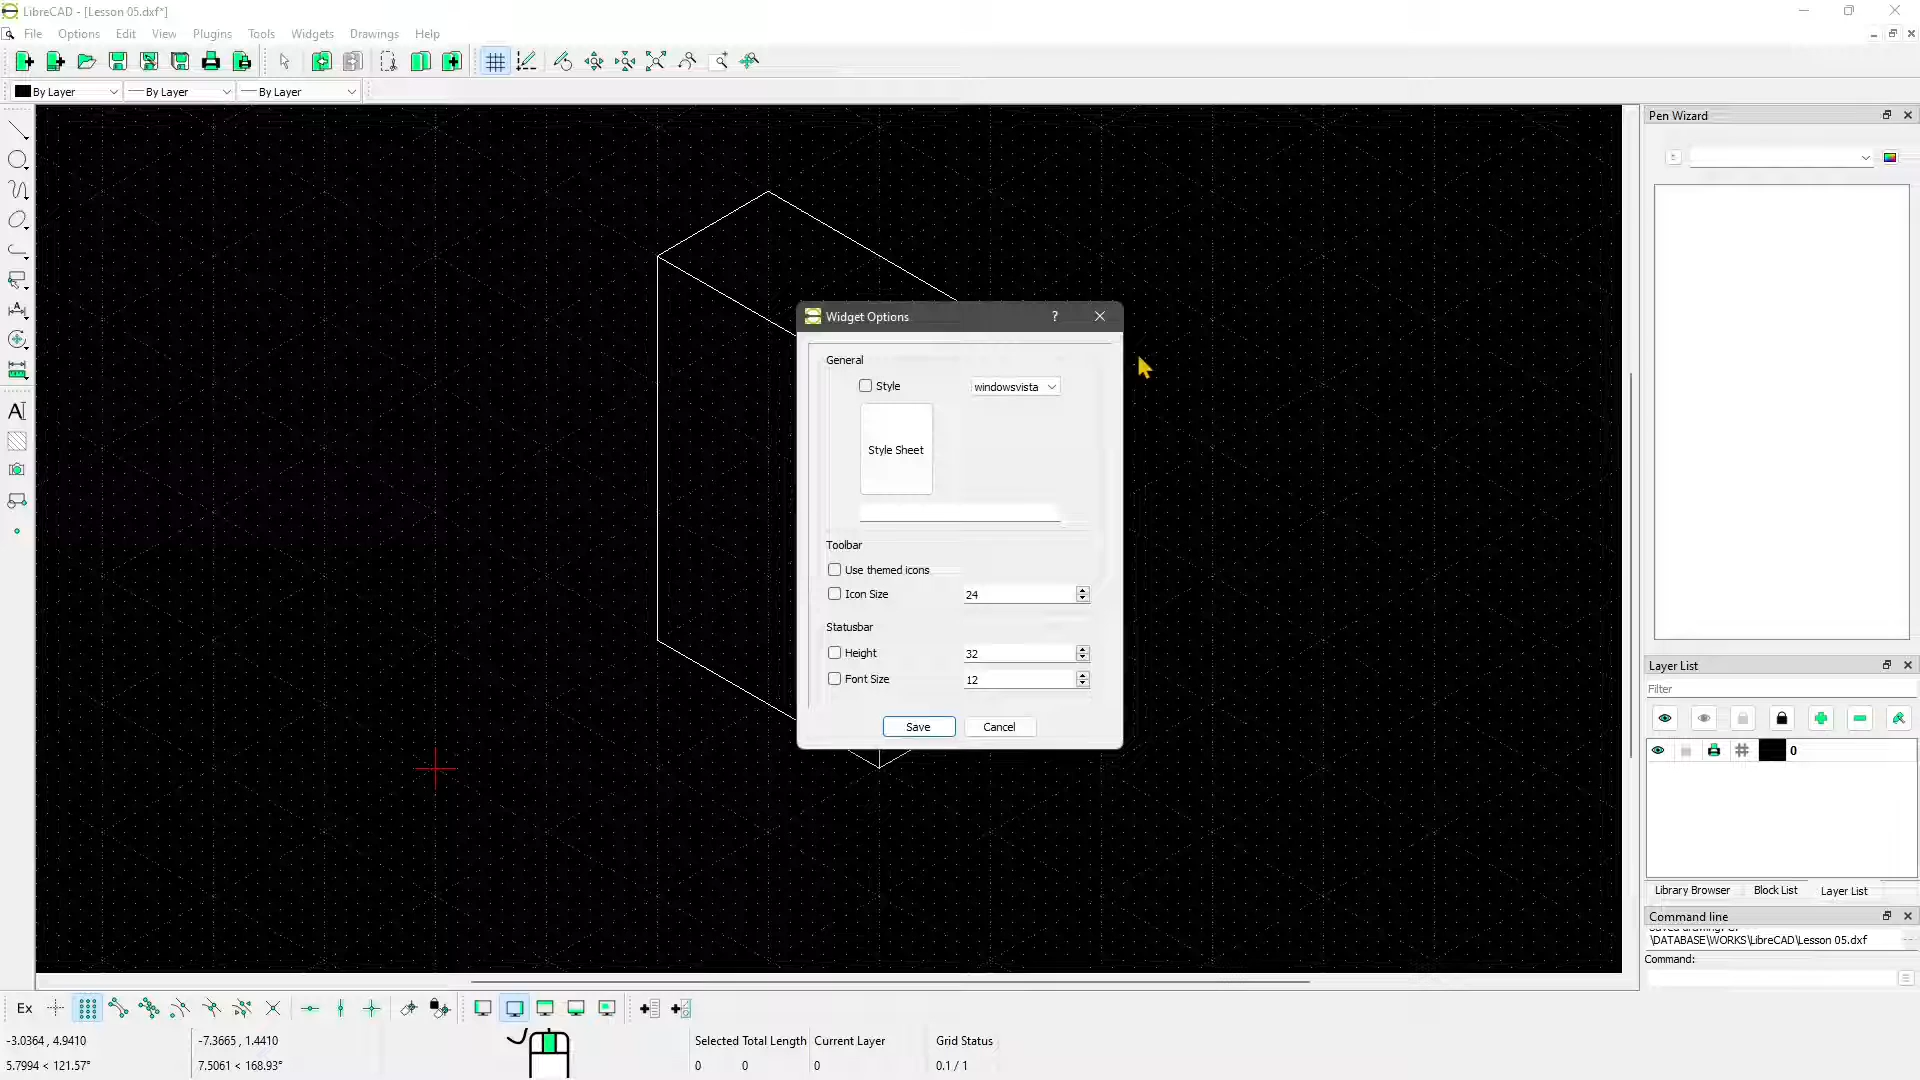 LibreCAD - [Lesson 05.dxf*]
File Options Edit View Plugins Tools Widgets Drawings Help
By Layer By Layer By Layer
Pen Wizard
Widget Options ?
General
Style windowsvista
Style Sheet
Toolbar
Use themed icons
Icon Size 24
Statusbar
Height 32
Font Size 12
Save Cancel
Layer List
Filter
0
Library Browser Block List Layer List
Command line
\DATABASE\WORKS\LibreCAD\Lesson 05.dxf
Command:
Ex
-3.0364 , 4.9410 -7.3665 , 1.4410 Selected Total Length Current Layer Grid Status
5.7994 < 121.57° 7.5061 < 168.93° 0 0 0 0.1 / 1